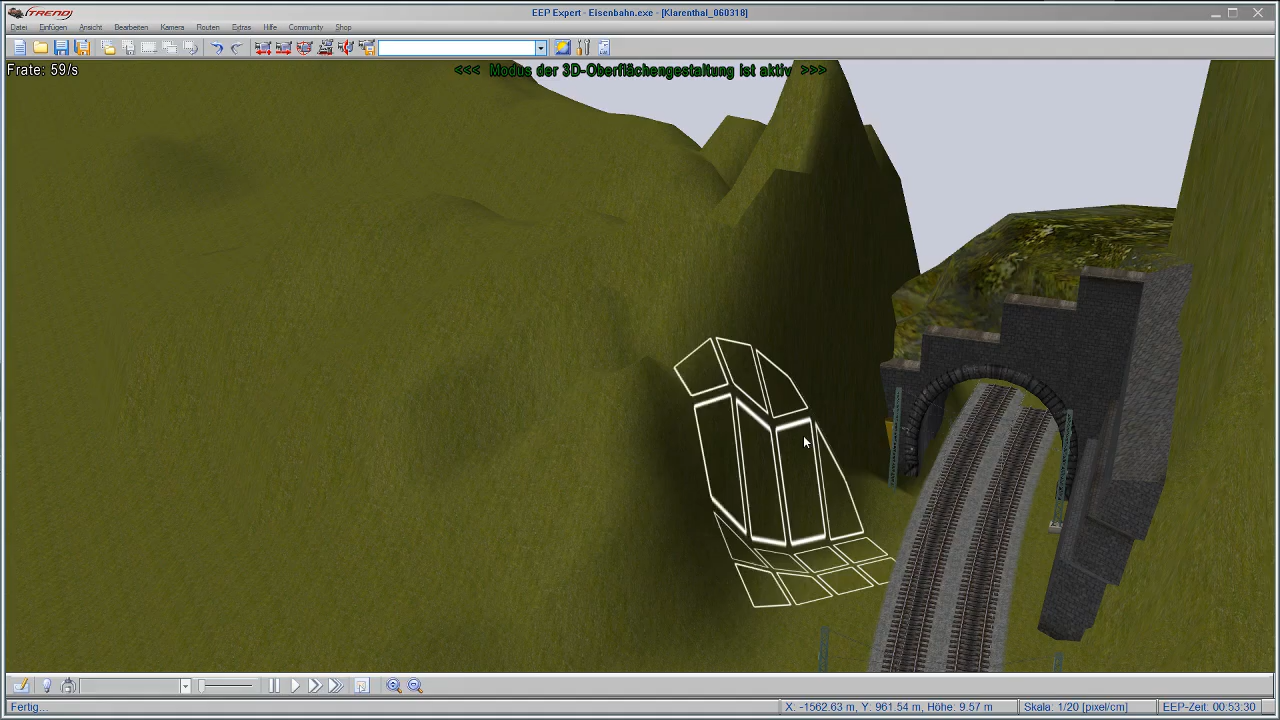 TREND
EEP Expert - Eisenbahn.exe - [Klarenthal_060318]
Datei Einfügen Ansicht Bearbeiten Kamera Routen Extras Hilfe Community Shop
Frate: 59/s
<<< Modus der 3D-Oberflächengestaltung ist aktiv >>>
Fertig...
X: -1562.63 m, Y: 961.54 m, Höhe: 9.57 m
Skala: 1/20 [pixel/cm]
EEP-Zeit: 00:53:30